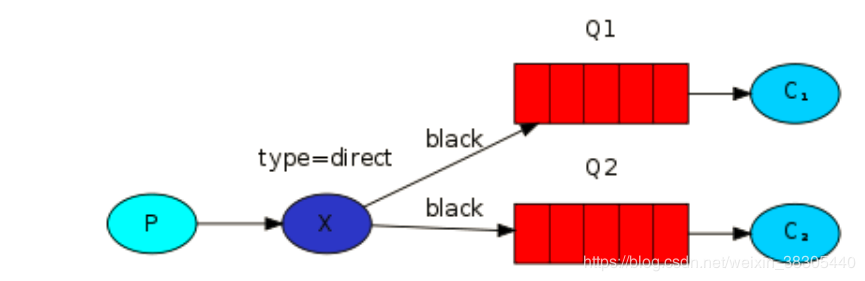 Q1
C₁
black
type=direct
Q2
P
X
black
C₂
https://blog.csdn.net/weixin_38305440